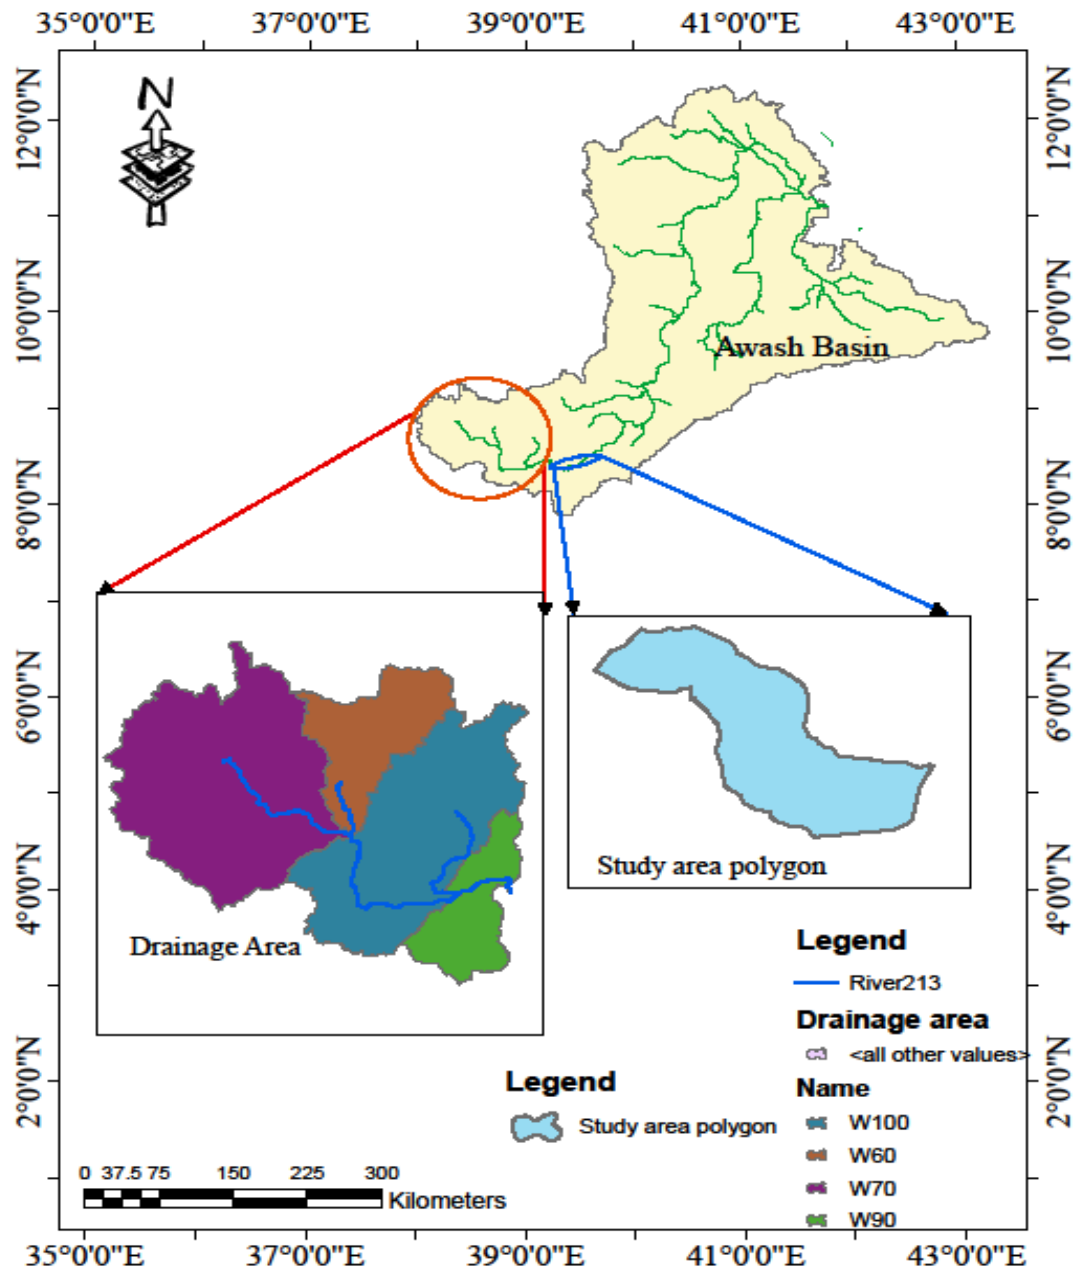 35°0'0"E 37°0'0"E 39°0'0"E 41°0'0"E 43°0'0"E
N
12°0'0"N 12°0'0"N
10°0'0"N 10°0'0"N
Awash Basin
8°0'0"N 8°0'0"N
6°0'0"N 6°0'0"N
Study area polygon
4°0'0"N 4°0'0"N
Drainage Area
Legend
River213
Drainage area
<all other values>
2°0'0"N 2°0'0"N
Legend
Study area polygon
Name
W100
W60
W70
W90
0 37.5 75 150 225 300
Kilometers
35°0'0"E 37°0'0"E 39°0'0"E 41°0'0"E 43°0'0"E